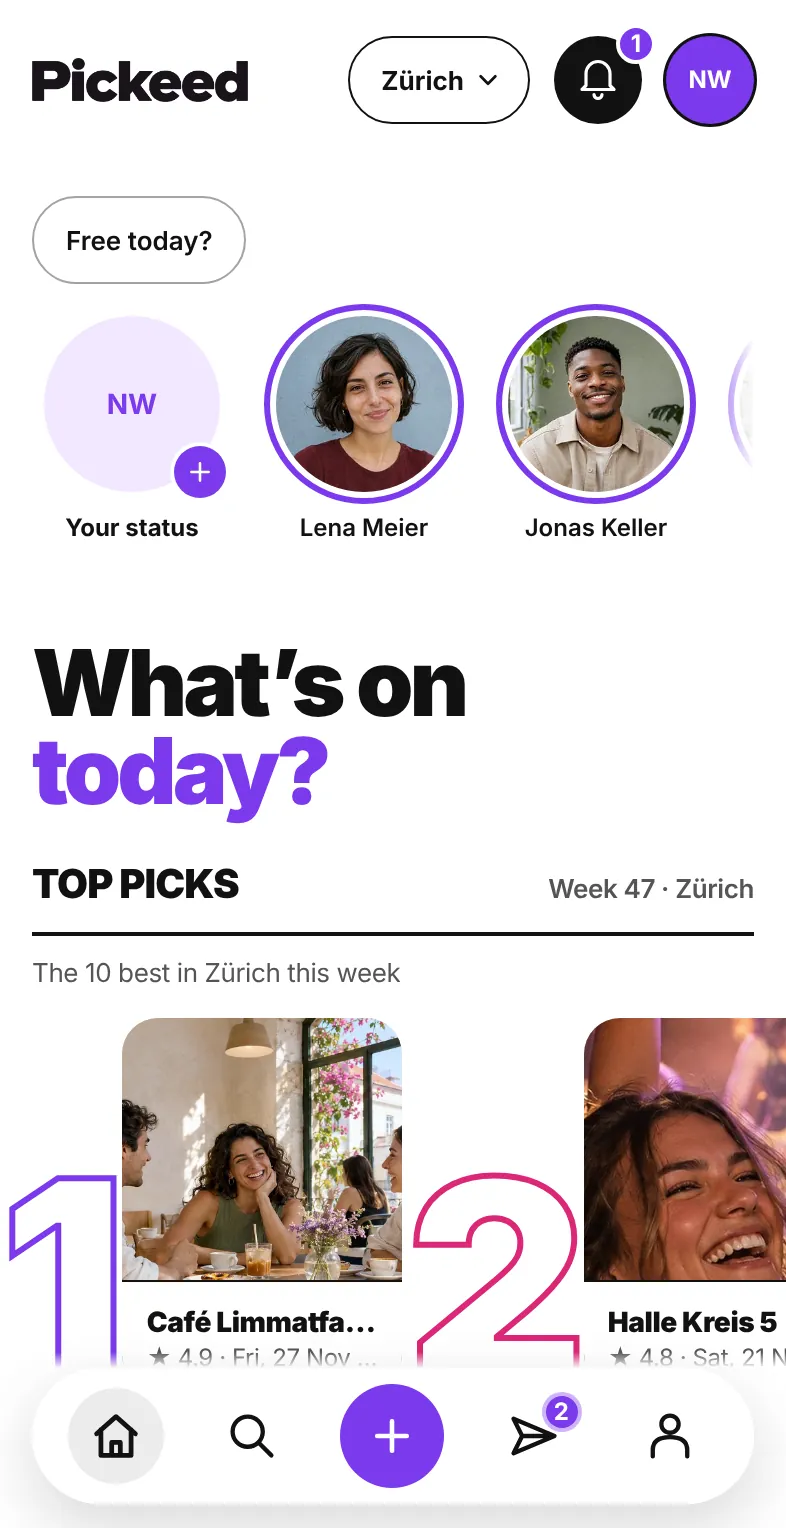 Pickeed
Zürich
1
NW
Free today?
NW
Your status
Lena Meier
Jonas Keller
What’s on
today?
TOP PICKS
Week 47 · Zürich
The 10 best in Zürich this week
1
Café Limmatfa…
★ 4.9 · Fri, 27 Nov …
2
Halle Kreis 5
★ 4.8 · Sat, 21 N
2